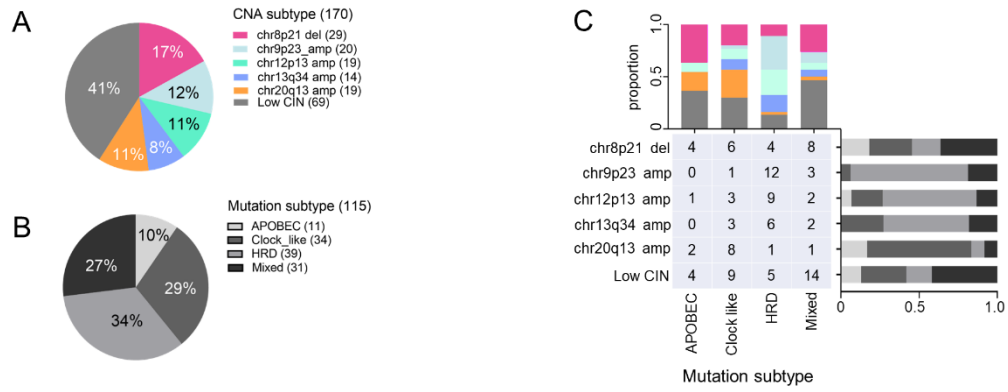 A
CNA subtype (170)
chr8p21 del (29)
chr9p23_amp (20)
chr12p13 amp (19)
chr13q34 amp (14)
chr20q13 amp (19)
Low CIN (69)
17%
12%
11%
8%
11%
41%
B
Mutation subtype (115)
APOBEC (11)
Clock_like (34)
HRD (39)
Mixed (31)
10%
29%
34%
27%
C
proportion
1.0
0.5
0
chr8p21 del 4 6 4 8
chr9p23 amp 0 1 12 3
chr12p13 amp 1 3 9 2
chr13q34 amp 0 3 6 2
chr20q13 amp 2 8 1 1
Low CIN 4 9 5 14
APOBEC
Clock like
HRD
Mixed
0 0.5 1.0
Mutation subtype